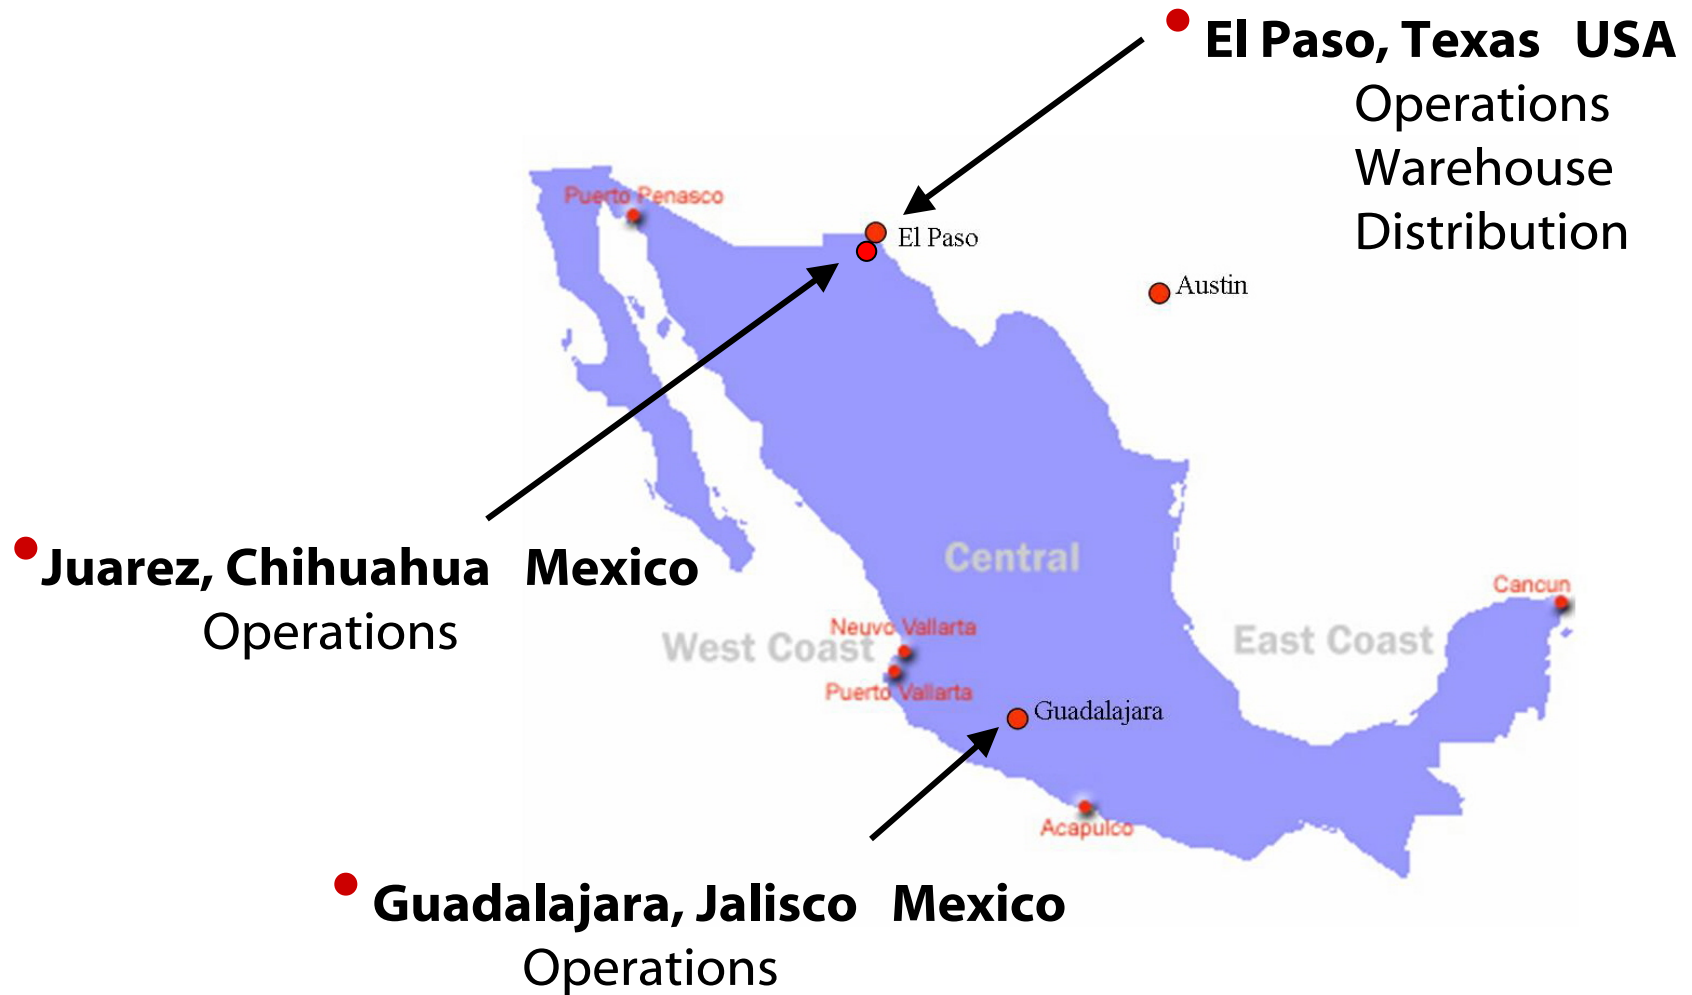 El Paso, Texas USA
Operations
Warehouse
Distribution
Puerto Penasco
El Paso
Austin
Juarez, Chihuahua Mexico
Operations
Central
Cancun
Neuvo Vallarta
West Coast
East Coast
Puerto Vallarta
Guadalajara
Acapulco
Guadalajara, Jalisco Mexico
Operations